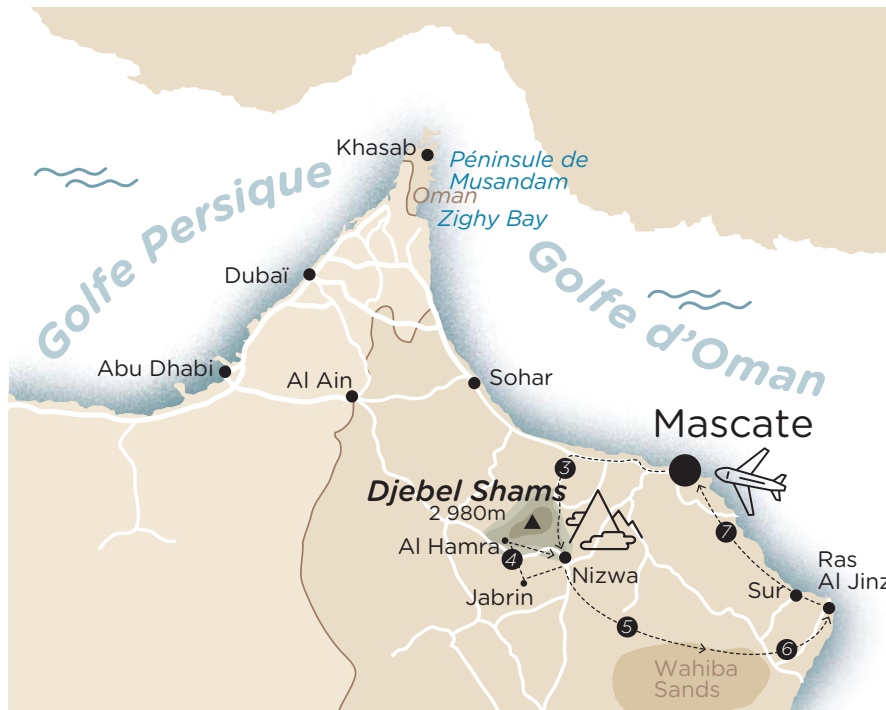 Khasab
Péninsule de
Musandam
Oman
Zighy Bay
Golfe Persique
Golfe d'Oman
Dubaï
Abu Dhabi
Al Ain
Sohar
Mascate
3
Djebel Shams
2 980m
Al Hamra
4
Nizwa
Jabrin
7
Ras
Al Jinz
Sur
5
6
Wahiba
Sands